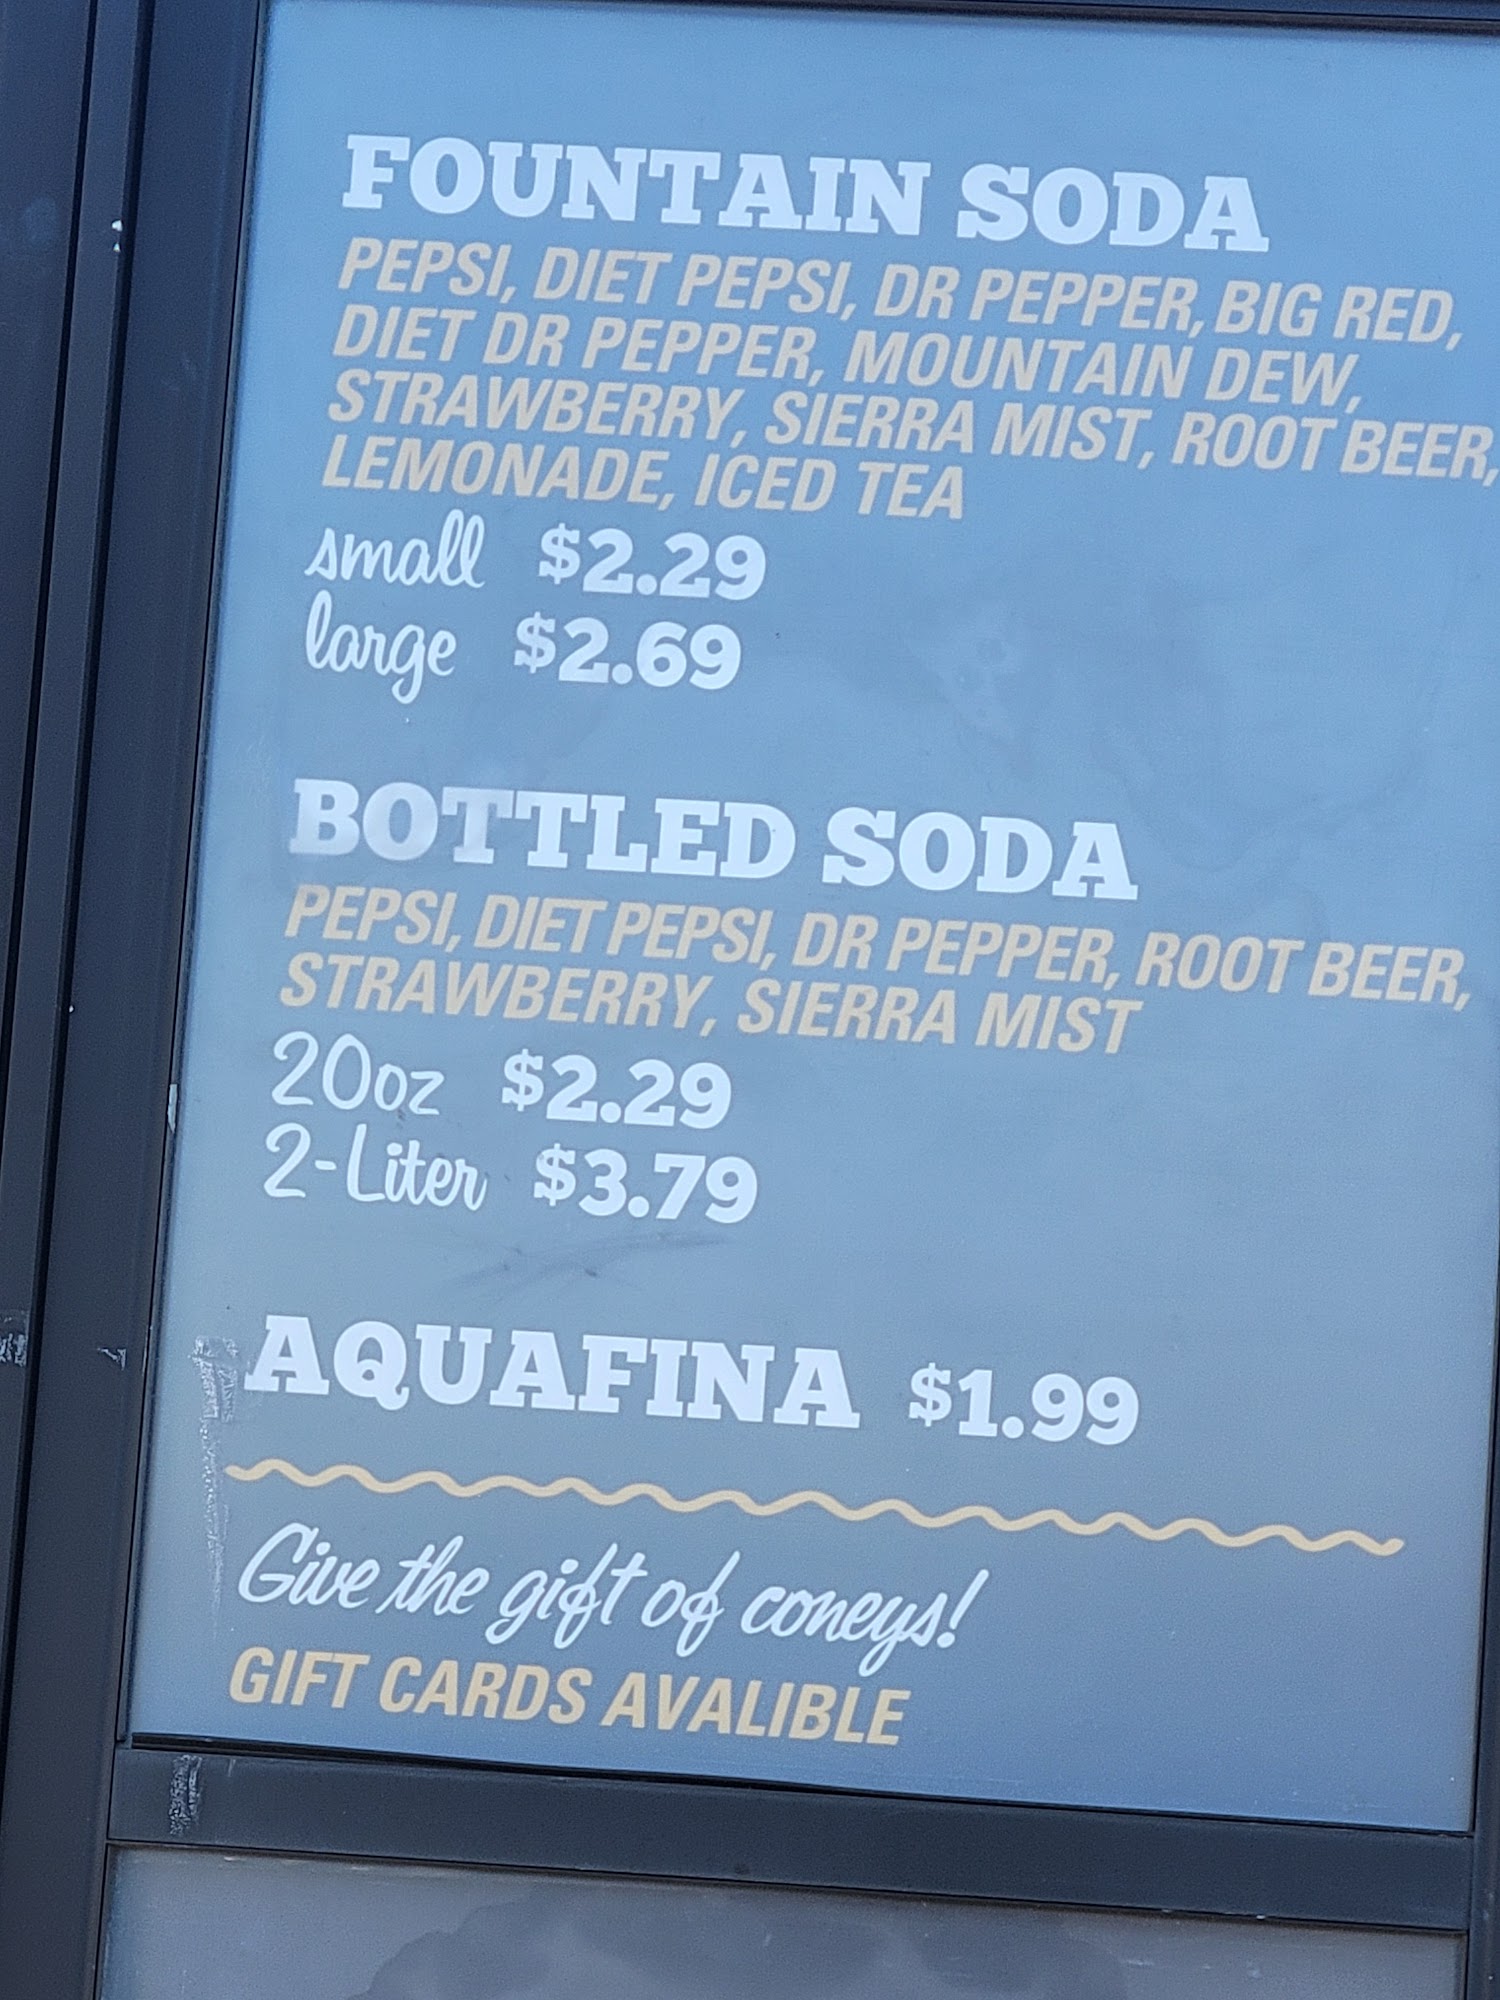 FOUNTAIN SODA
PEPSI, DIET PEPSI, DR PEPPER, BIG RED,
DIET DR PEPPER, MOUNTAIN DEW,
STRAWBERRY, SIERRA MIST, ROOT BEER,
LEMONADE, ICED TEA
small $2.29
large $2.69
BOTTLED SODA
PEPSI, DIET PEPSI, DR PEPPER, ROOT BEER,
STRAWBERRY, SIERRA MIST
20oz $2.29
2-Liter $3.79
AQUAFINA $1.99
Give the gift of coneys!
GIFT CARDS AVALIBLE